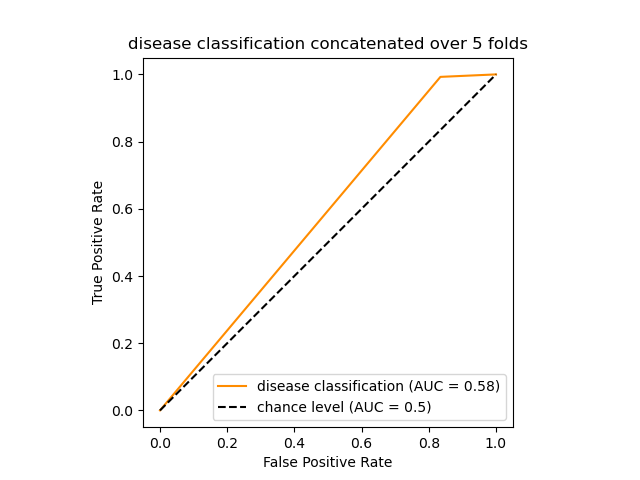 disease classification concatenated over 5 folds
True Positive Rate
1.0
0.8
0.6
0.4
0.2
0.0
disease classification (AUC = 0.58)
chance level (AUC = 0.5)
0.0 0.2 0.4 0.6 0.8 1.0
False Positive Rate